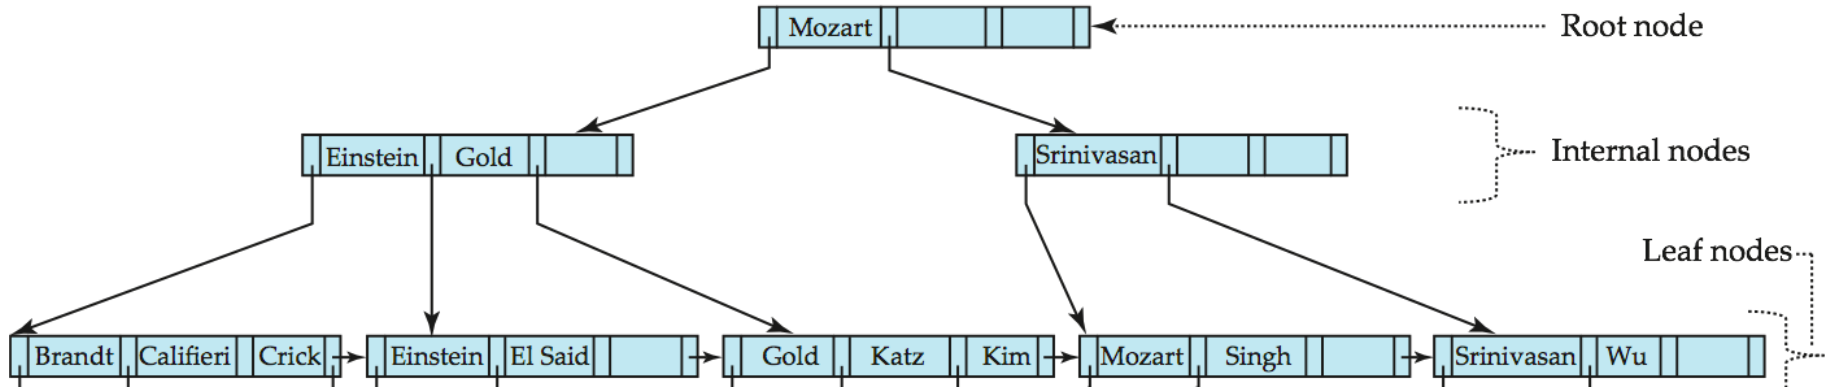 Mozart
Root node
Einstein Gold
Srinivasan
Internal nodes
Leaf nodes
Brandt Califieri Crick Einstein El Said Gold Katz Kim Mozart Singh Srinivasan Wu